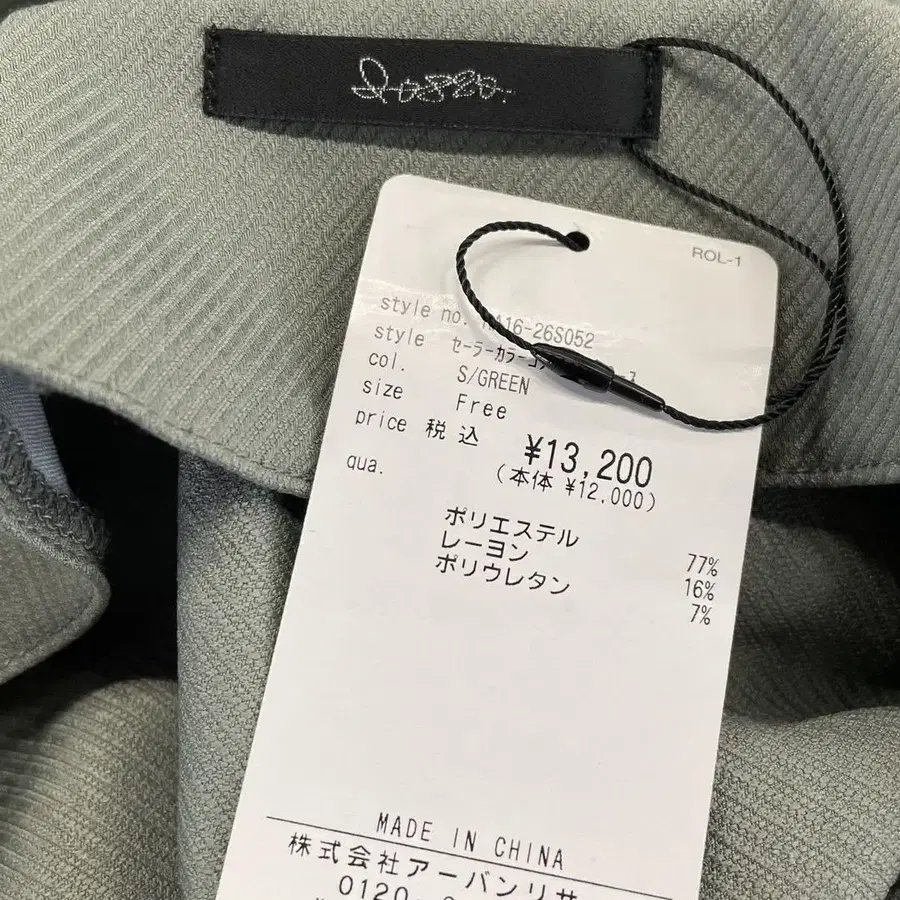 ROL-1
style no. A16-26S052
style セーラーカラーコ
col. S/GREEN
size Free
price 税込 ¥13,200
(本体 ¥12,000)
qua.
ポリエステル 77%
レーヨン 16%
ポリウレタン 7%
MADE IN CHINA
株式会社アーバンリサ
0120